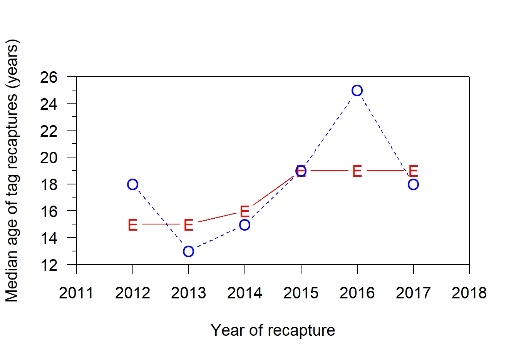 Median age of tag recaptures (years)
26
24
22
20
18
16
14
12
O
E
O
E
E
O
E
O
O
E
E
O
2011 2012 2013 2014 2015 2016 2017 2018
Year of recapture